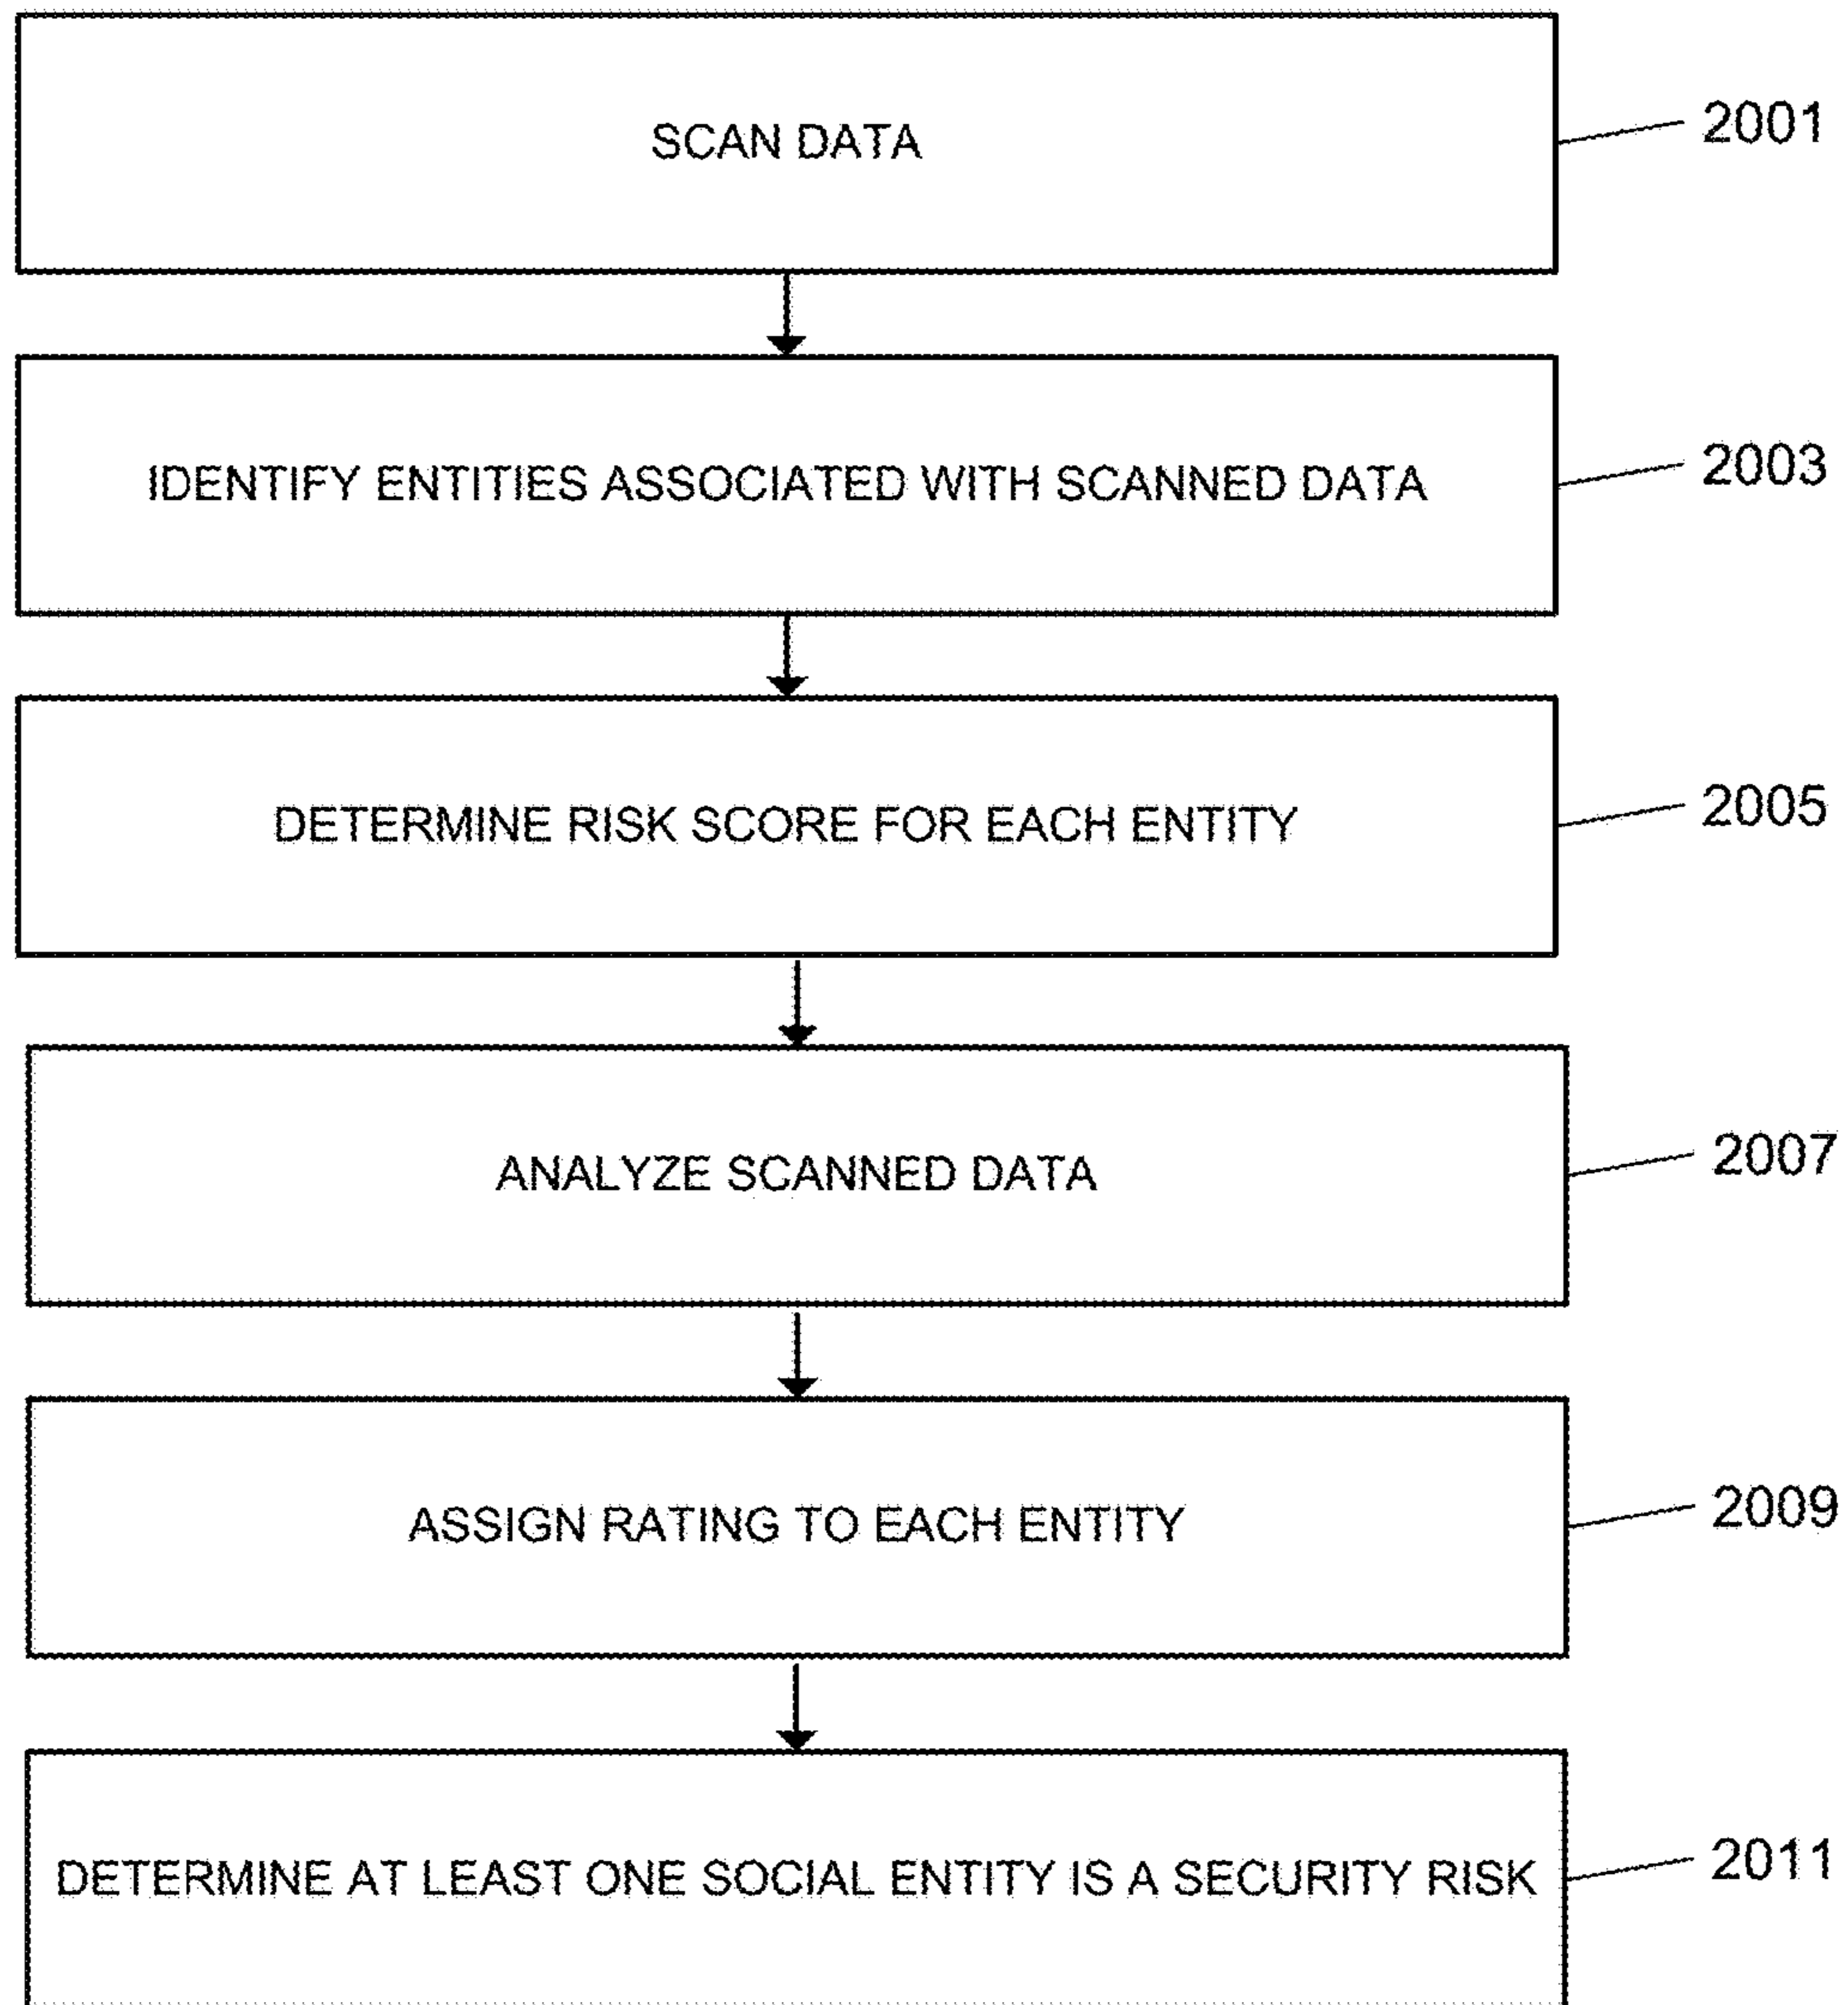 SCAN DATA
2001
IDENTIFY ENTITIES ASSOCIATED WITH SCANNED DATA
2003
DETERMINE RISK SCORE FOR EACH ENTITY
2005
ANALYZE SCANNED DATA
2007
ASSIGN RATING TO EACH ENTITY
2009
DETERMINE AT LEAST ONE SOCIAL ENTITY IS A SECURITY RISK
2011